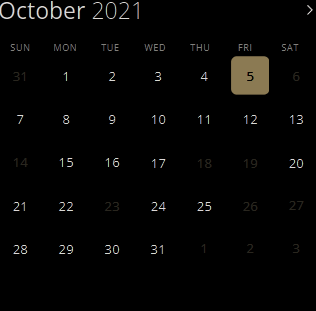 October 2021
SUN MON TUE WED THU FRI SAT
31 1 2 3 4 5 6
7 8 9 10 11 12 13
14 15 16 17 18 19 20
21 22 23 24 25 26 27
28 29 30 31 1 2 3